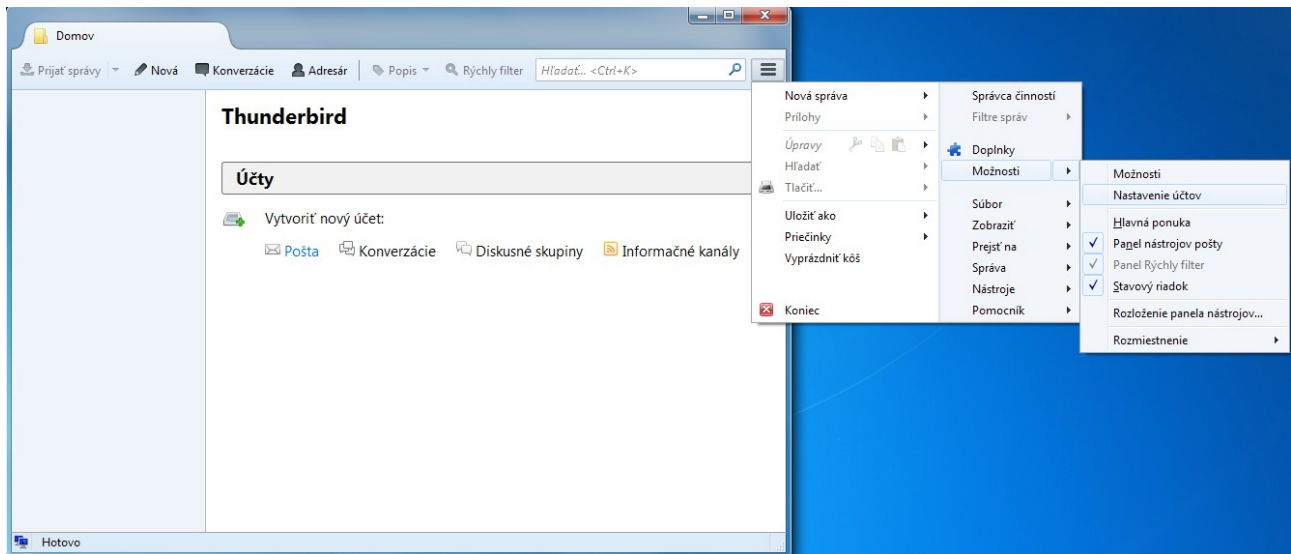 Domov
Prijať správy Nová Konverzácie Adresár Popis Rýchly filter Hľadať... <Ctrl+K>
Thunderbird
Účty
Vytvoriť nový účet:
Pošta Konverzácie Diskusné skupiny Informačné kanály
Hotovo
Nová správa
Prílohy
Úpravy
Hľadať
Tlačiť...
Uložiť ako
Priečinky
Vyprázdniť kôš
Koniec
Správca činností
Filtre správ
Doplnky
Možnosti
Súbor
Zobraziť
Prejsť na
Správa
Nástroje
Pomocník
Možnosti
Nastavenie účtov
Hlavná ponuka
Panel nástrojov pošty
Panel Rýchly filter
Stavový riadok
Rozloženie panela nástrojov...
Rozmiestnenie